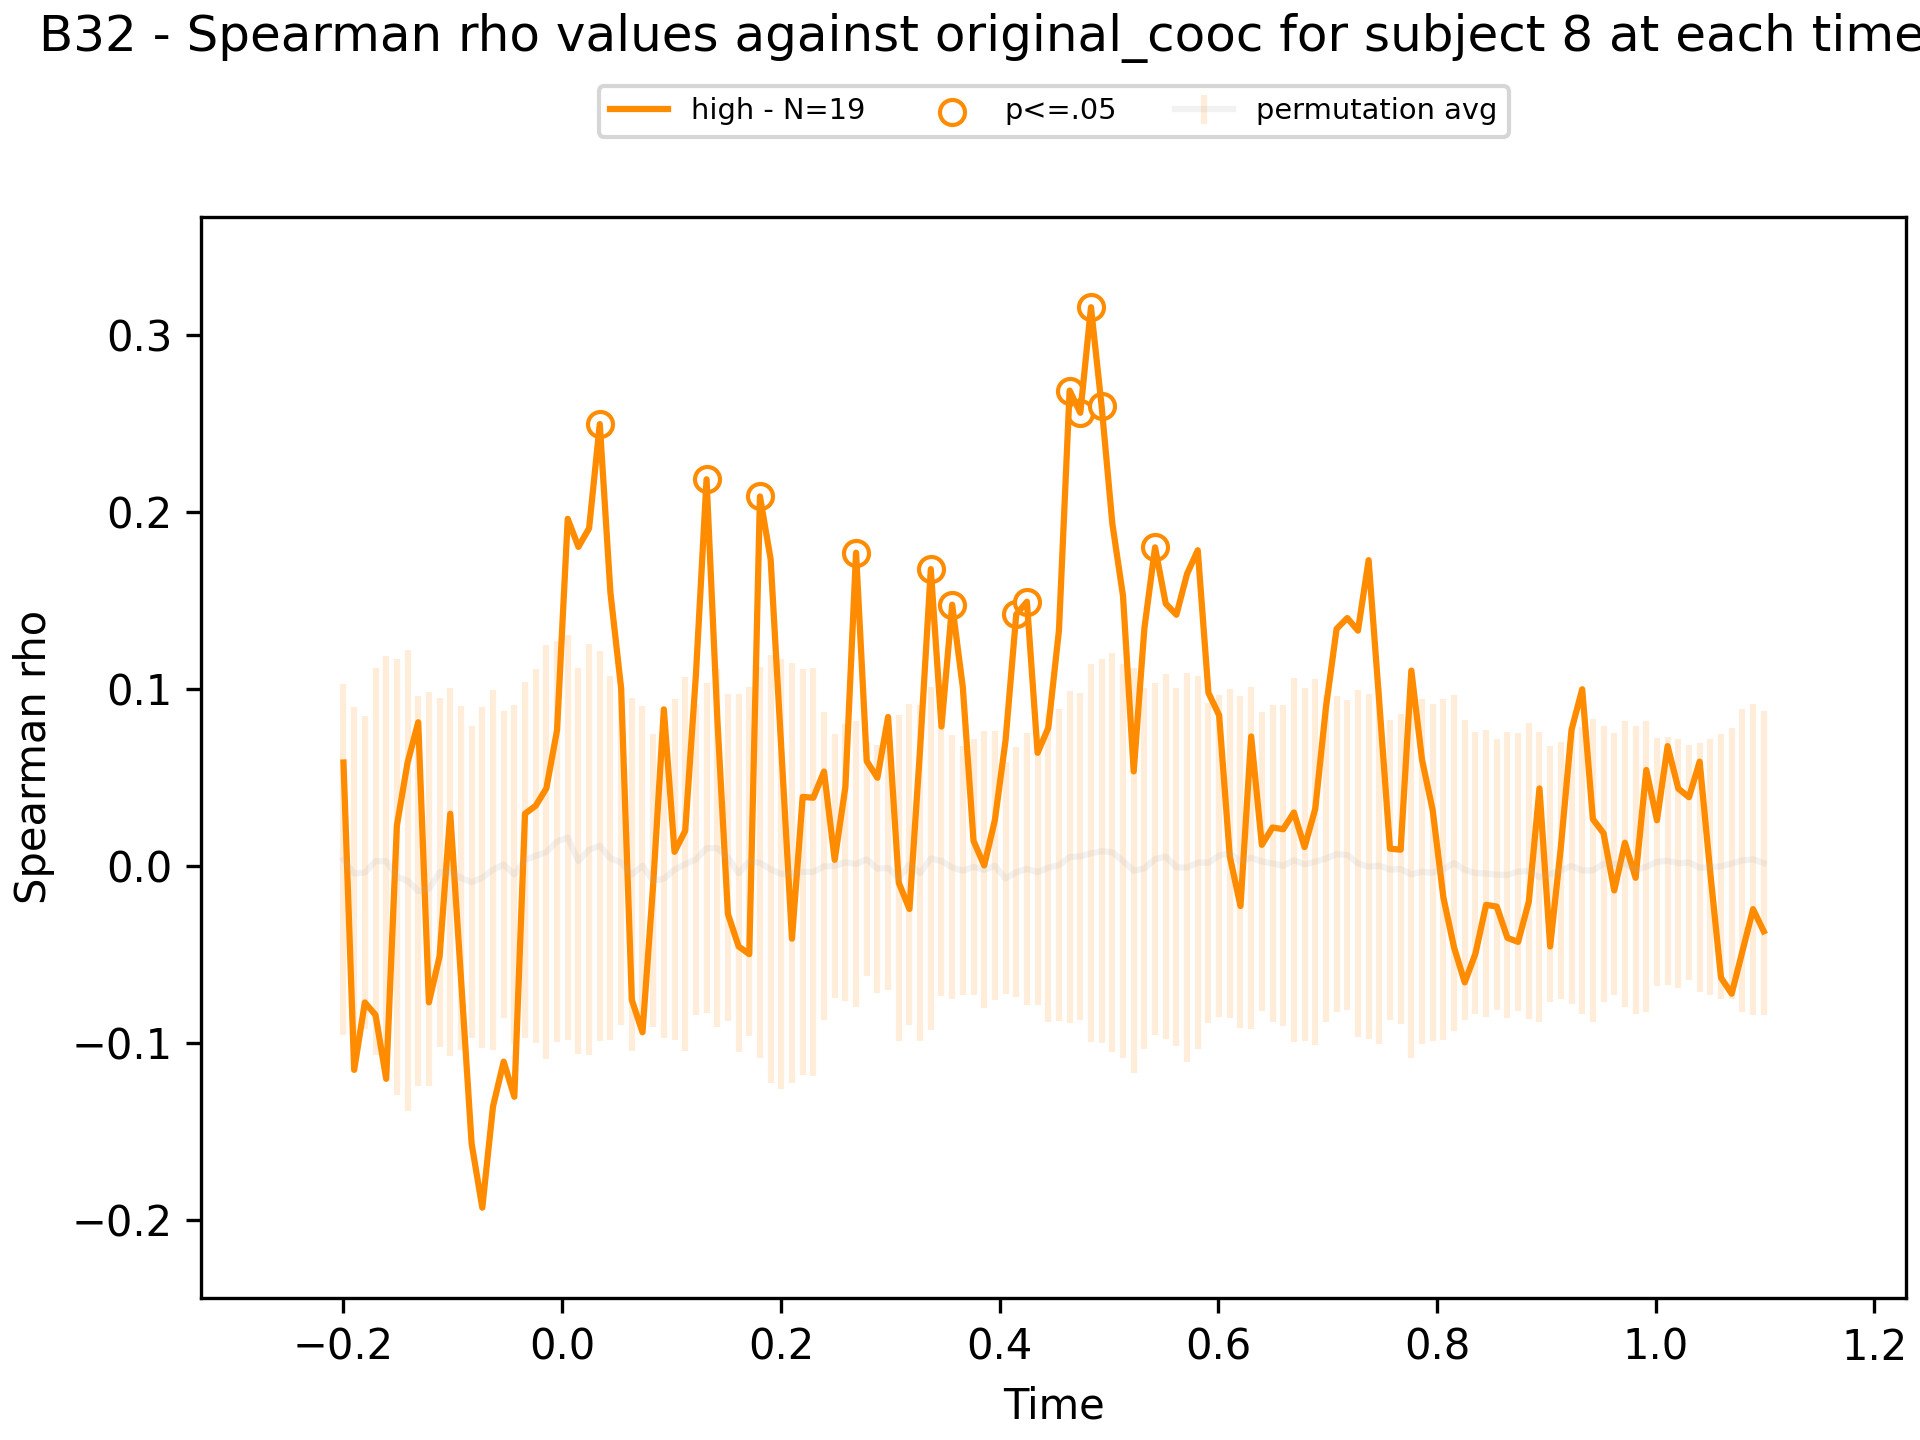 B32 - Spearman rho values against original_cooc for subject 8 at each time
high - N=19 p<=.05 permutation avg
Spearman rho
0.3
0.2
0.1
0.0
−0.1
−0.2
−0.2 0.0 0.2 0.4 0.6 0.8 1.0 1.2
Time